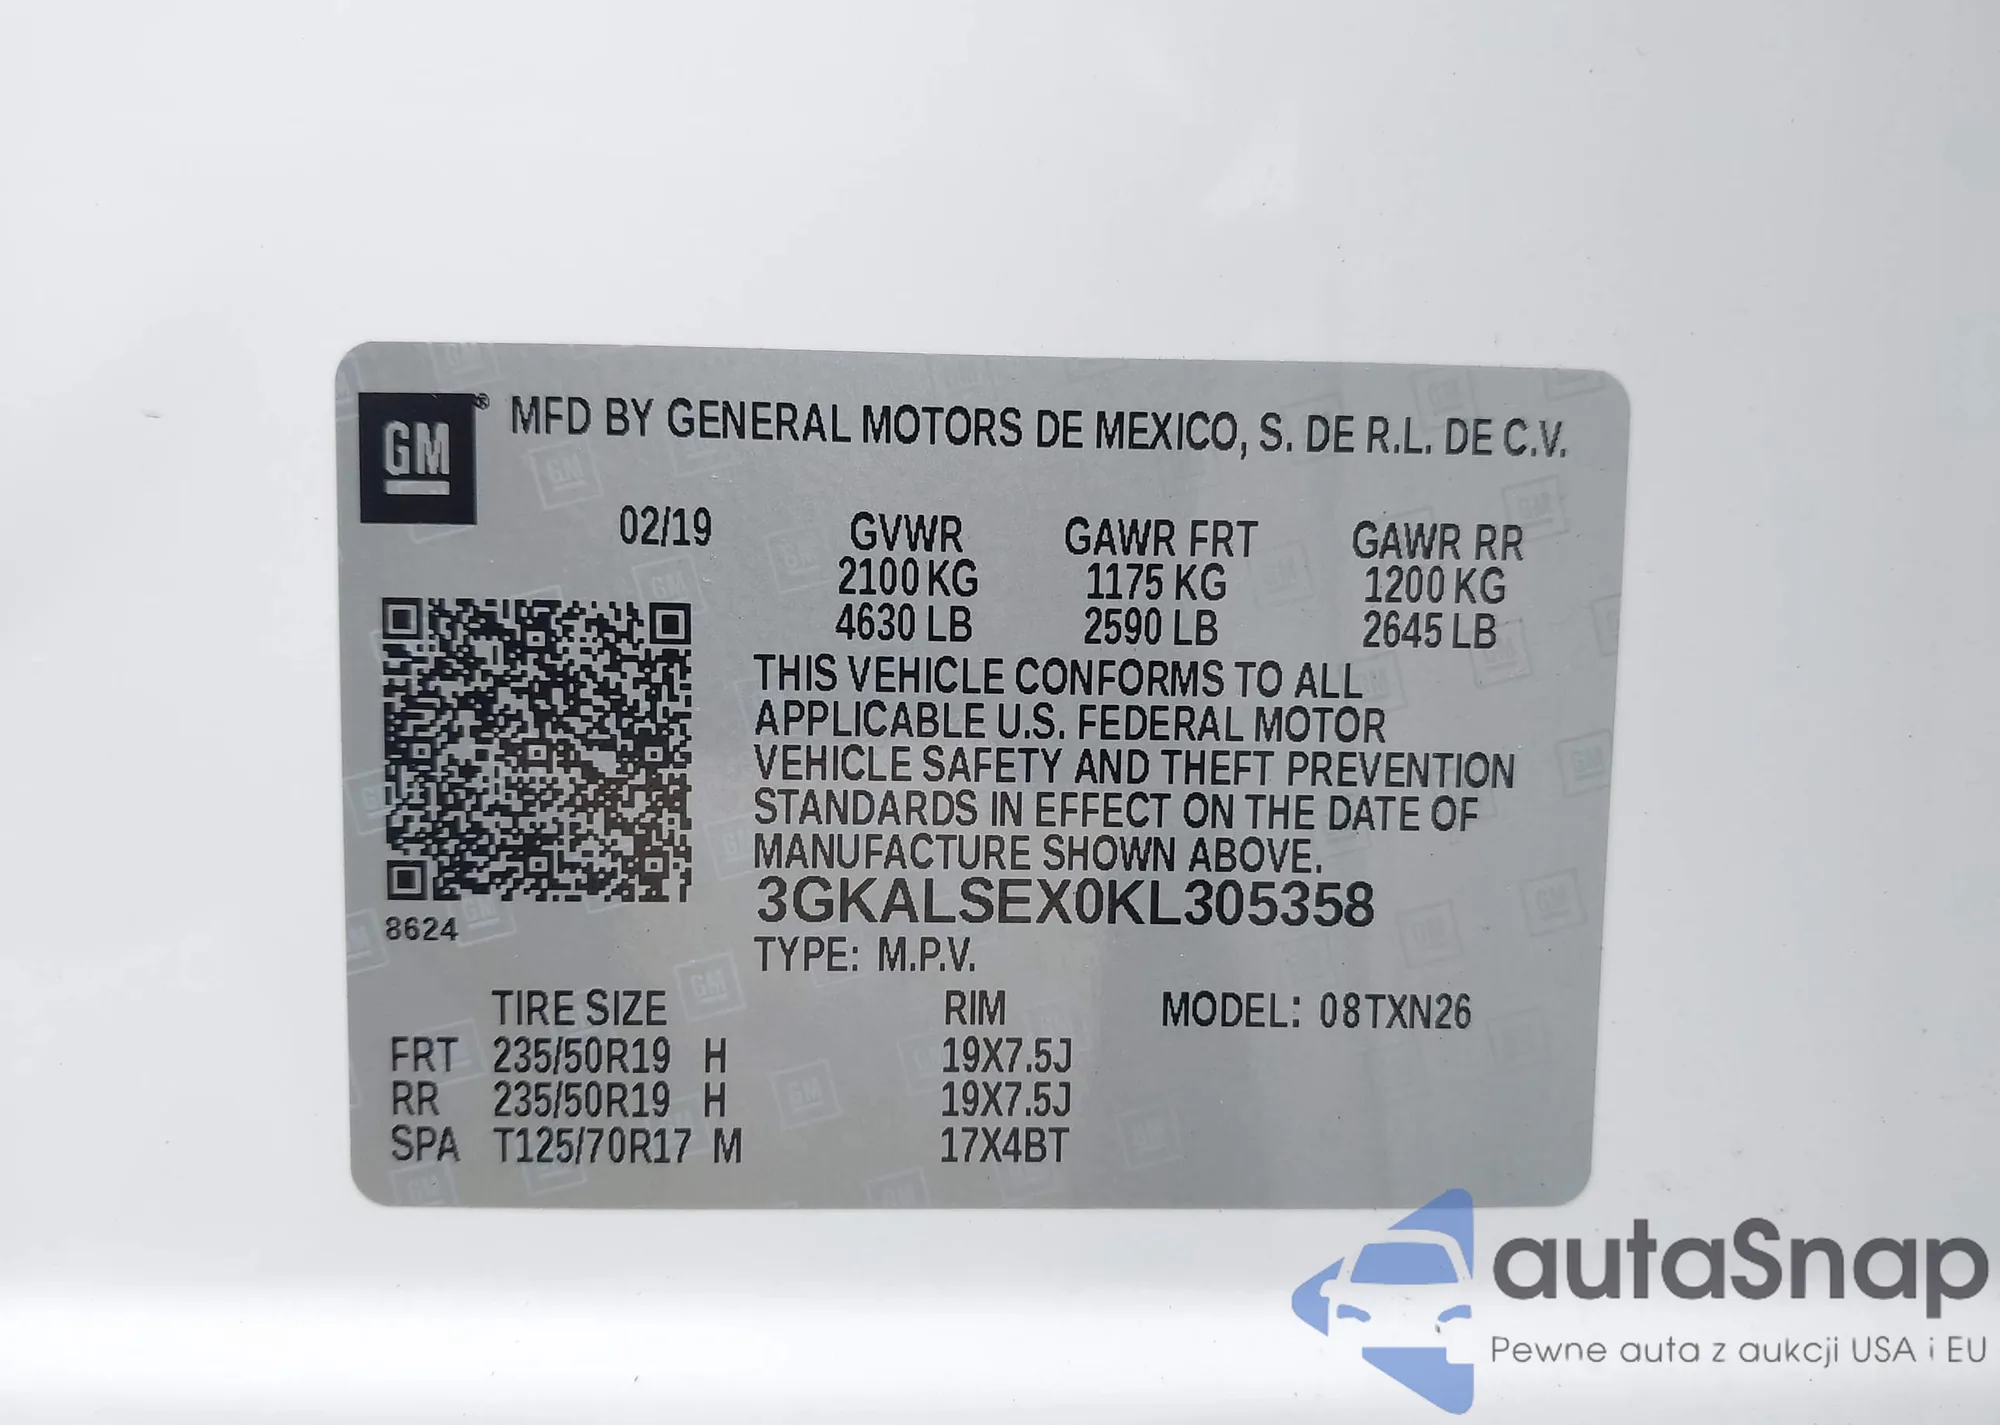 GM® MFD BY GENERAL MOTORS DE MEXICO, S. DE R.L. DE C.V.
02/19 GVWR GAWR FRT GAWR RR
2100 KG 1175 KG 1200 KG
4630 LB 2590 LB 2645 LB
THIS VEHICLE CONFORMS TO ALL
APPLICABLE U.S. FEDERAL MOTOR
VEHICLE SAFETY AND THEFT PREVENTION
STANDARDS IN EFFECT ON THE DATE OF
MANUFACTURE SHOWN ABOVE.
3GKALSEX0KL305358
8624
TYPE: M.P.V.
TIRE SIZE RIM MODEL: 08TXN26
FRT 235/50R19 H 19X7.5J
RR 235/50R19 H 19X7.5J
SPA T125/70R17 M 17X4BT
autaSnap
Pewne auta z aukcji USA i EU